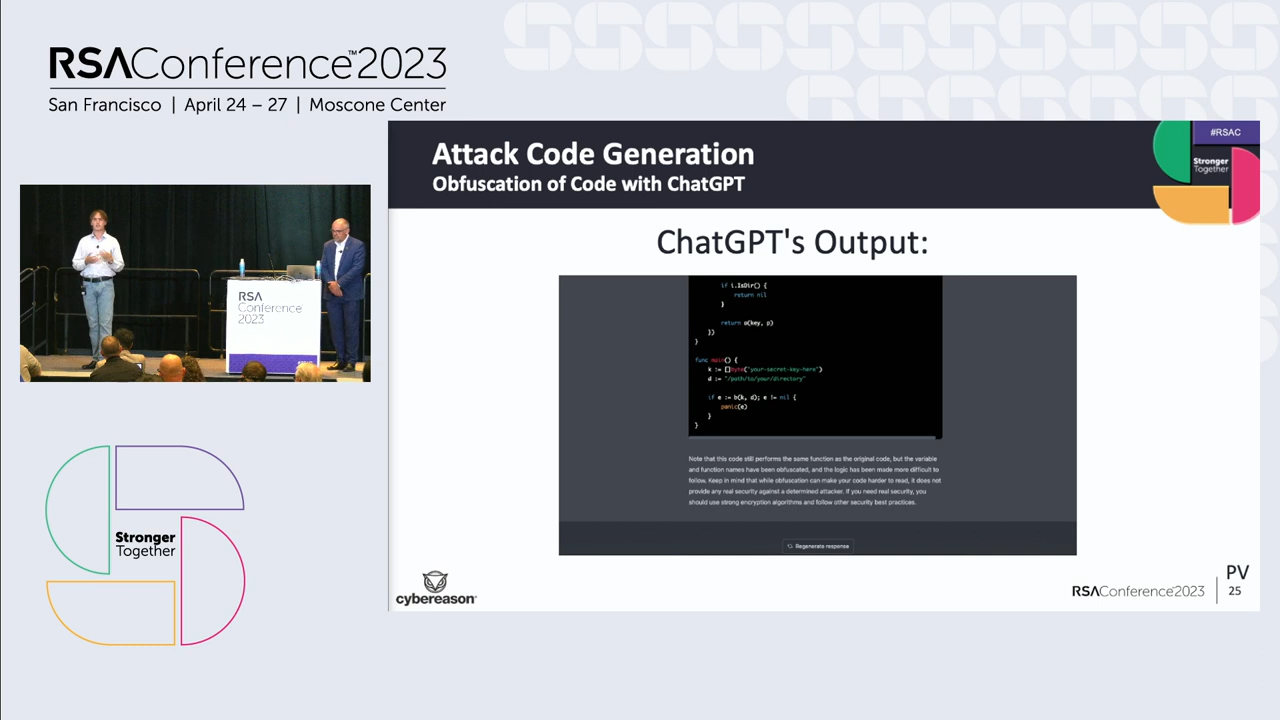 RSAConference™2023
San Francisco | April 24 – 27 | Moscone Center
Attack Code Generation
Obfuscation of Code with ChatGPT
#RSAC
Stronger
Together
ChatGPT's Output:
if i.IsDir() {
return nil
}
return a(key, p)
})
}
func main() {
k := []byte("your-secret-key-here")
d := "/path/to/your/directory"
if e := b(k, d); e != nil {
panic(e)
}
}
Note that this code still performs the same function as the original code, but the variable
and function names have been obfuscated, and the logic has been made more difficult to
follow. Keep in mind that while obfuscation can make your code harder to read, it does not
provide any real security against a determined attacker. If you need real security, you
should use strong encryption algorithms and follow other security best practices.
Regenerate response
cybereason®
RSAConference2023
PV
25
RSA
Conference™
2023
Stronger
Together